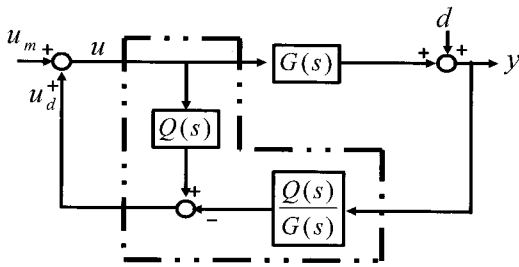 u_m + u d
+ + y
G(s)
u_d +
Q(s)
+
−
Q(s)
G(s)